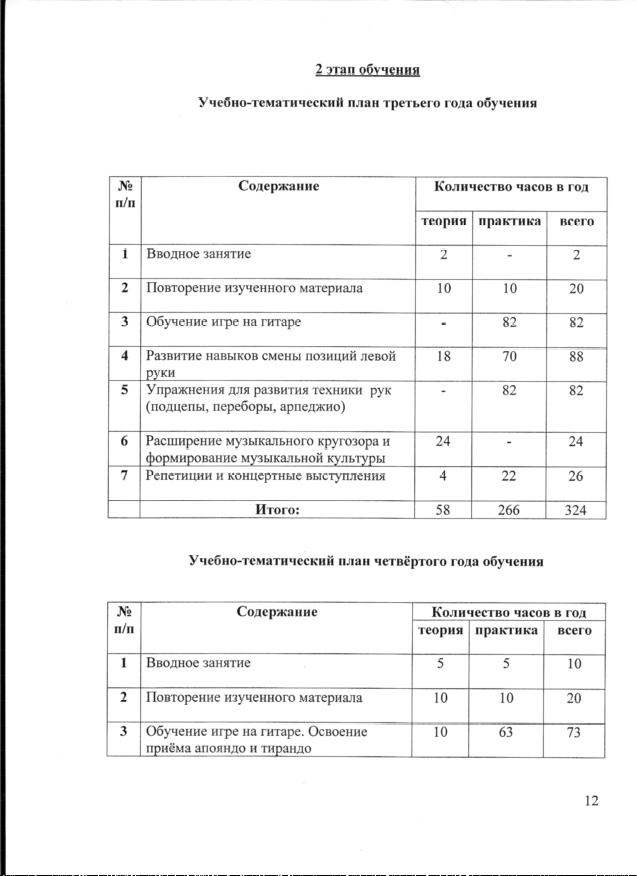 2 этап обучения
Учебно-тематический план третьего года обучения
№ Содержание Количество часов в год
п/п
теория практика всего
1 Вводное занятие 2 - 2
2 Повторение изученного материала 10 10 20
3 Обучение игре на гитаре - 82 82
4 Развитие навыков смены позиций левой 18 70 88
руки
5 Упражнения для развития техники рук - 82 82
(подцепы, переборы, арпеджио)
6 Расширение музыкального кругозора и 24 - 24
формирование музыкальной культуры
7 Репетиции и концертные выступления 4 22 26
Итого: 58 266 324
Учебно-тематический план четвёртого года обучения
№ Содержание Количество часов в год
п/п теория практика всего
1 Вводное занятие 5 5 10
2 Повторение изученного материала 10 10 20
3 Обучение игре на гитаре. Освоение 10 63 73
приёма апояндо и тирандо
12